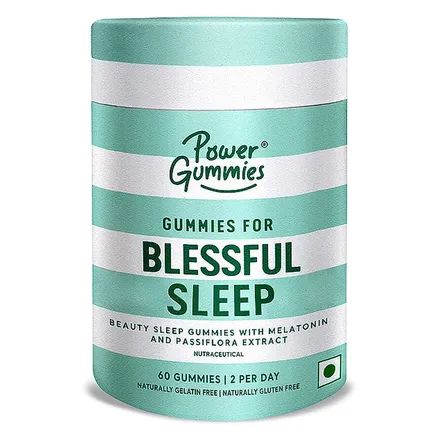 Power®
Gummies
GUMMIES FOR
BLESSFUL
SLEEP
BEAUTY SLEEP GUMMIES WITH MELATONIN
AND PASSIFLORA EXTRACT
NUTRACEUTICAL
60 GUMMIES | 2 PER DAY
NATURALLY GELATIN FREE | NATURALLY GLUTEN FREE